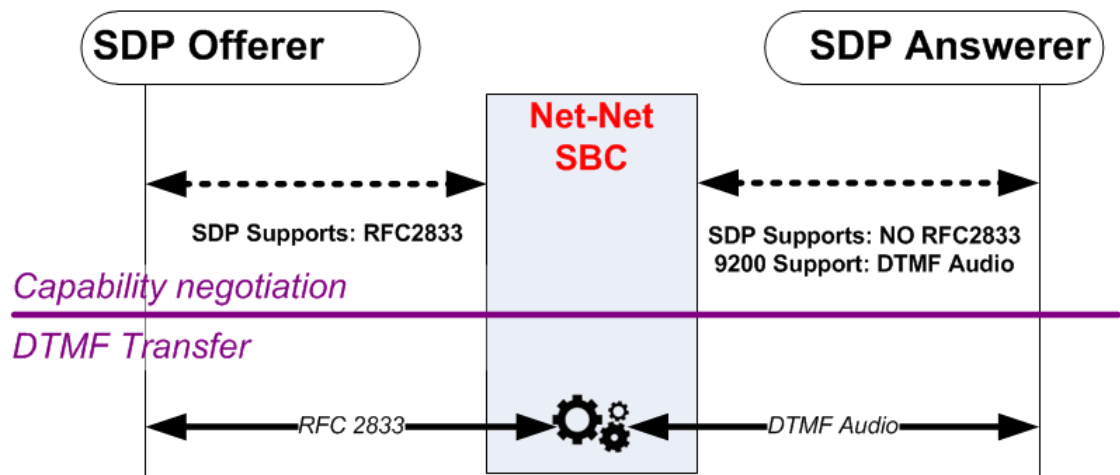 SDP Offerer
SDP Answerer
Net-Net
SBC
SDP Supports: RFC2833
SDP Supports: NO RFC2833
9200 Support: DTMF Audio
Capability negotiation
DTMF Transfer
RFC 2833
DTMF Audio